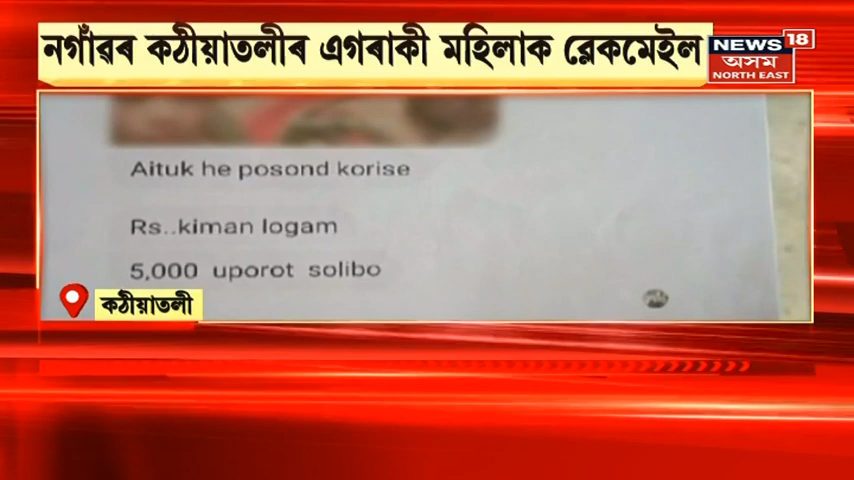 নগাঁৱৰ কঠীয়াতলীৰ এগৰাকী মহিলাক ব্লেকমেইল
NEWS 18
অসম
NORTH EAST
Aituk he posond korise
Rs..kiman logam
5,000 uporot solibo
কঠীয়াতলী